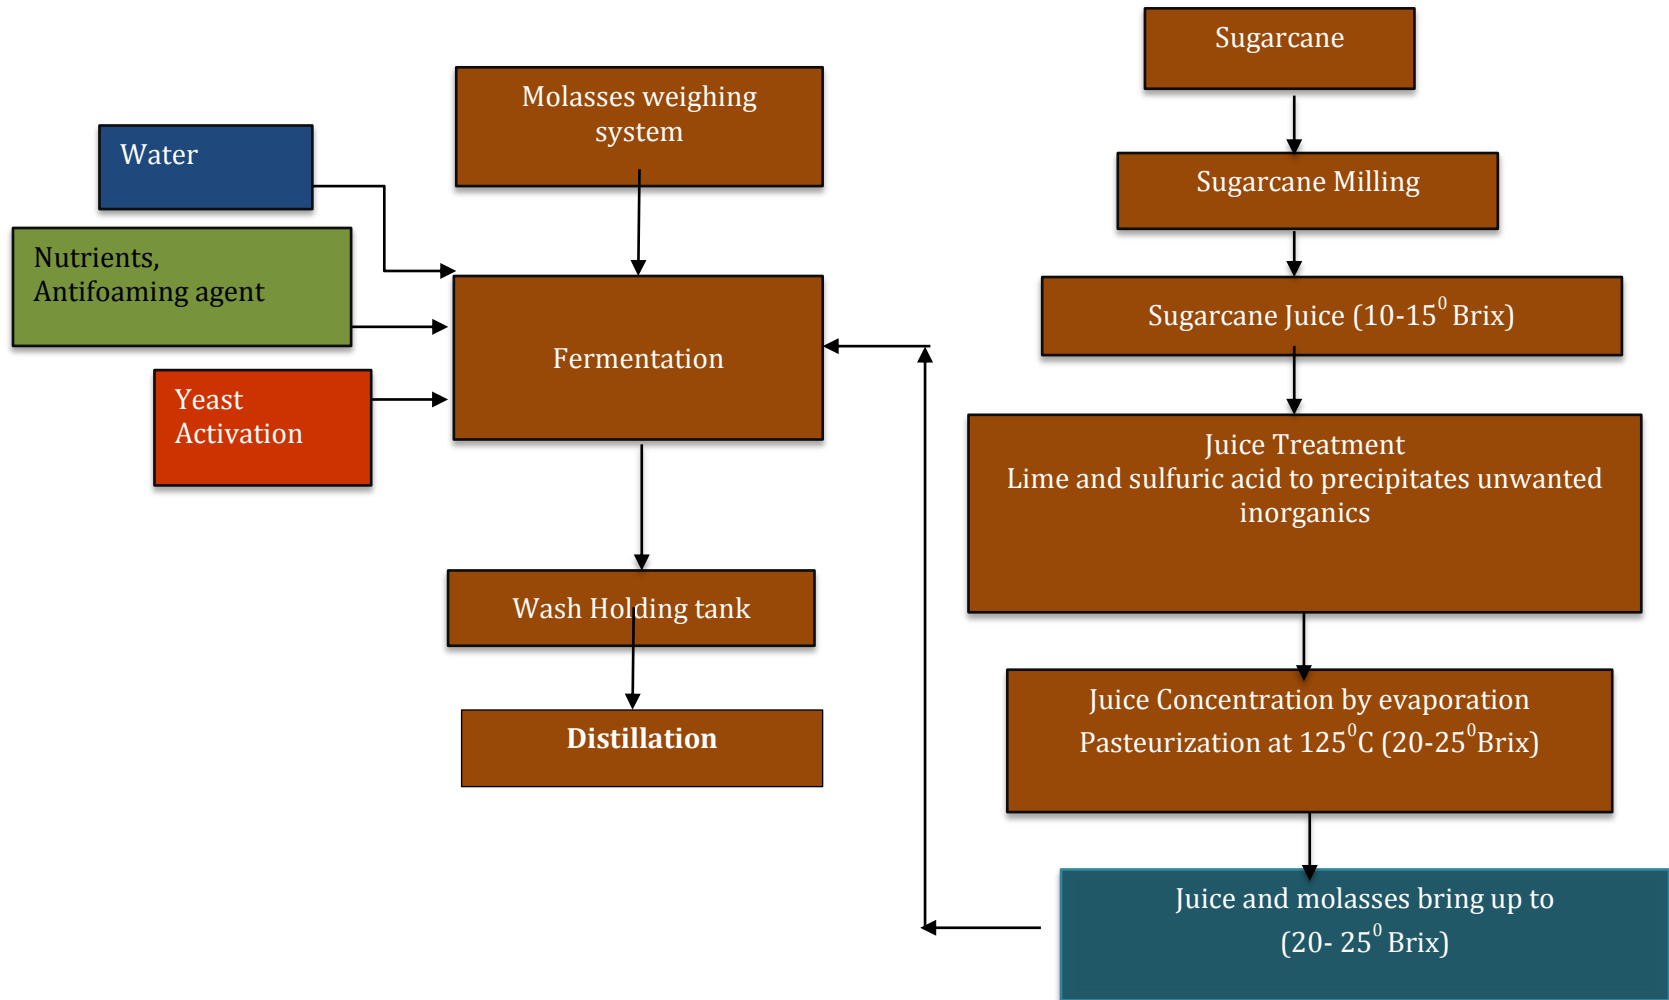 Sugarcane
Molasses weighing
system
Water
Sugarcane Milling
Nutrients,
Antifoaming agent
Sugarcane Juice (10-15⁰ Brix)
Fermentation
Yeast
Activation
Juice Treatment
Lime and sulfuric acid to precipitates unwanted
inorganics
Wash Holding tank
Juice Concentration by evaporation
Pasteurization at 125⁰C (20-25⁰Brix)
Distillation
Juice and molasses bring up to
(20- 25⁰ Brix)